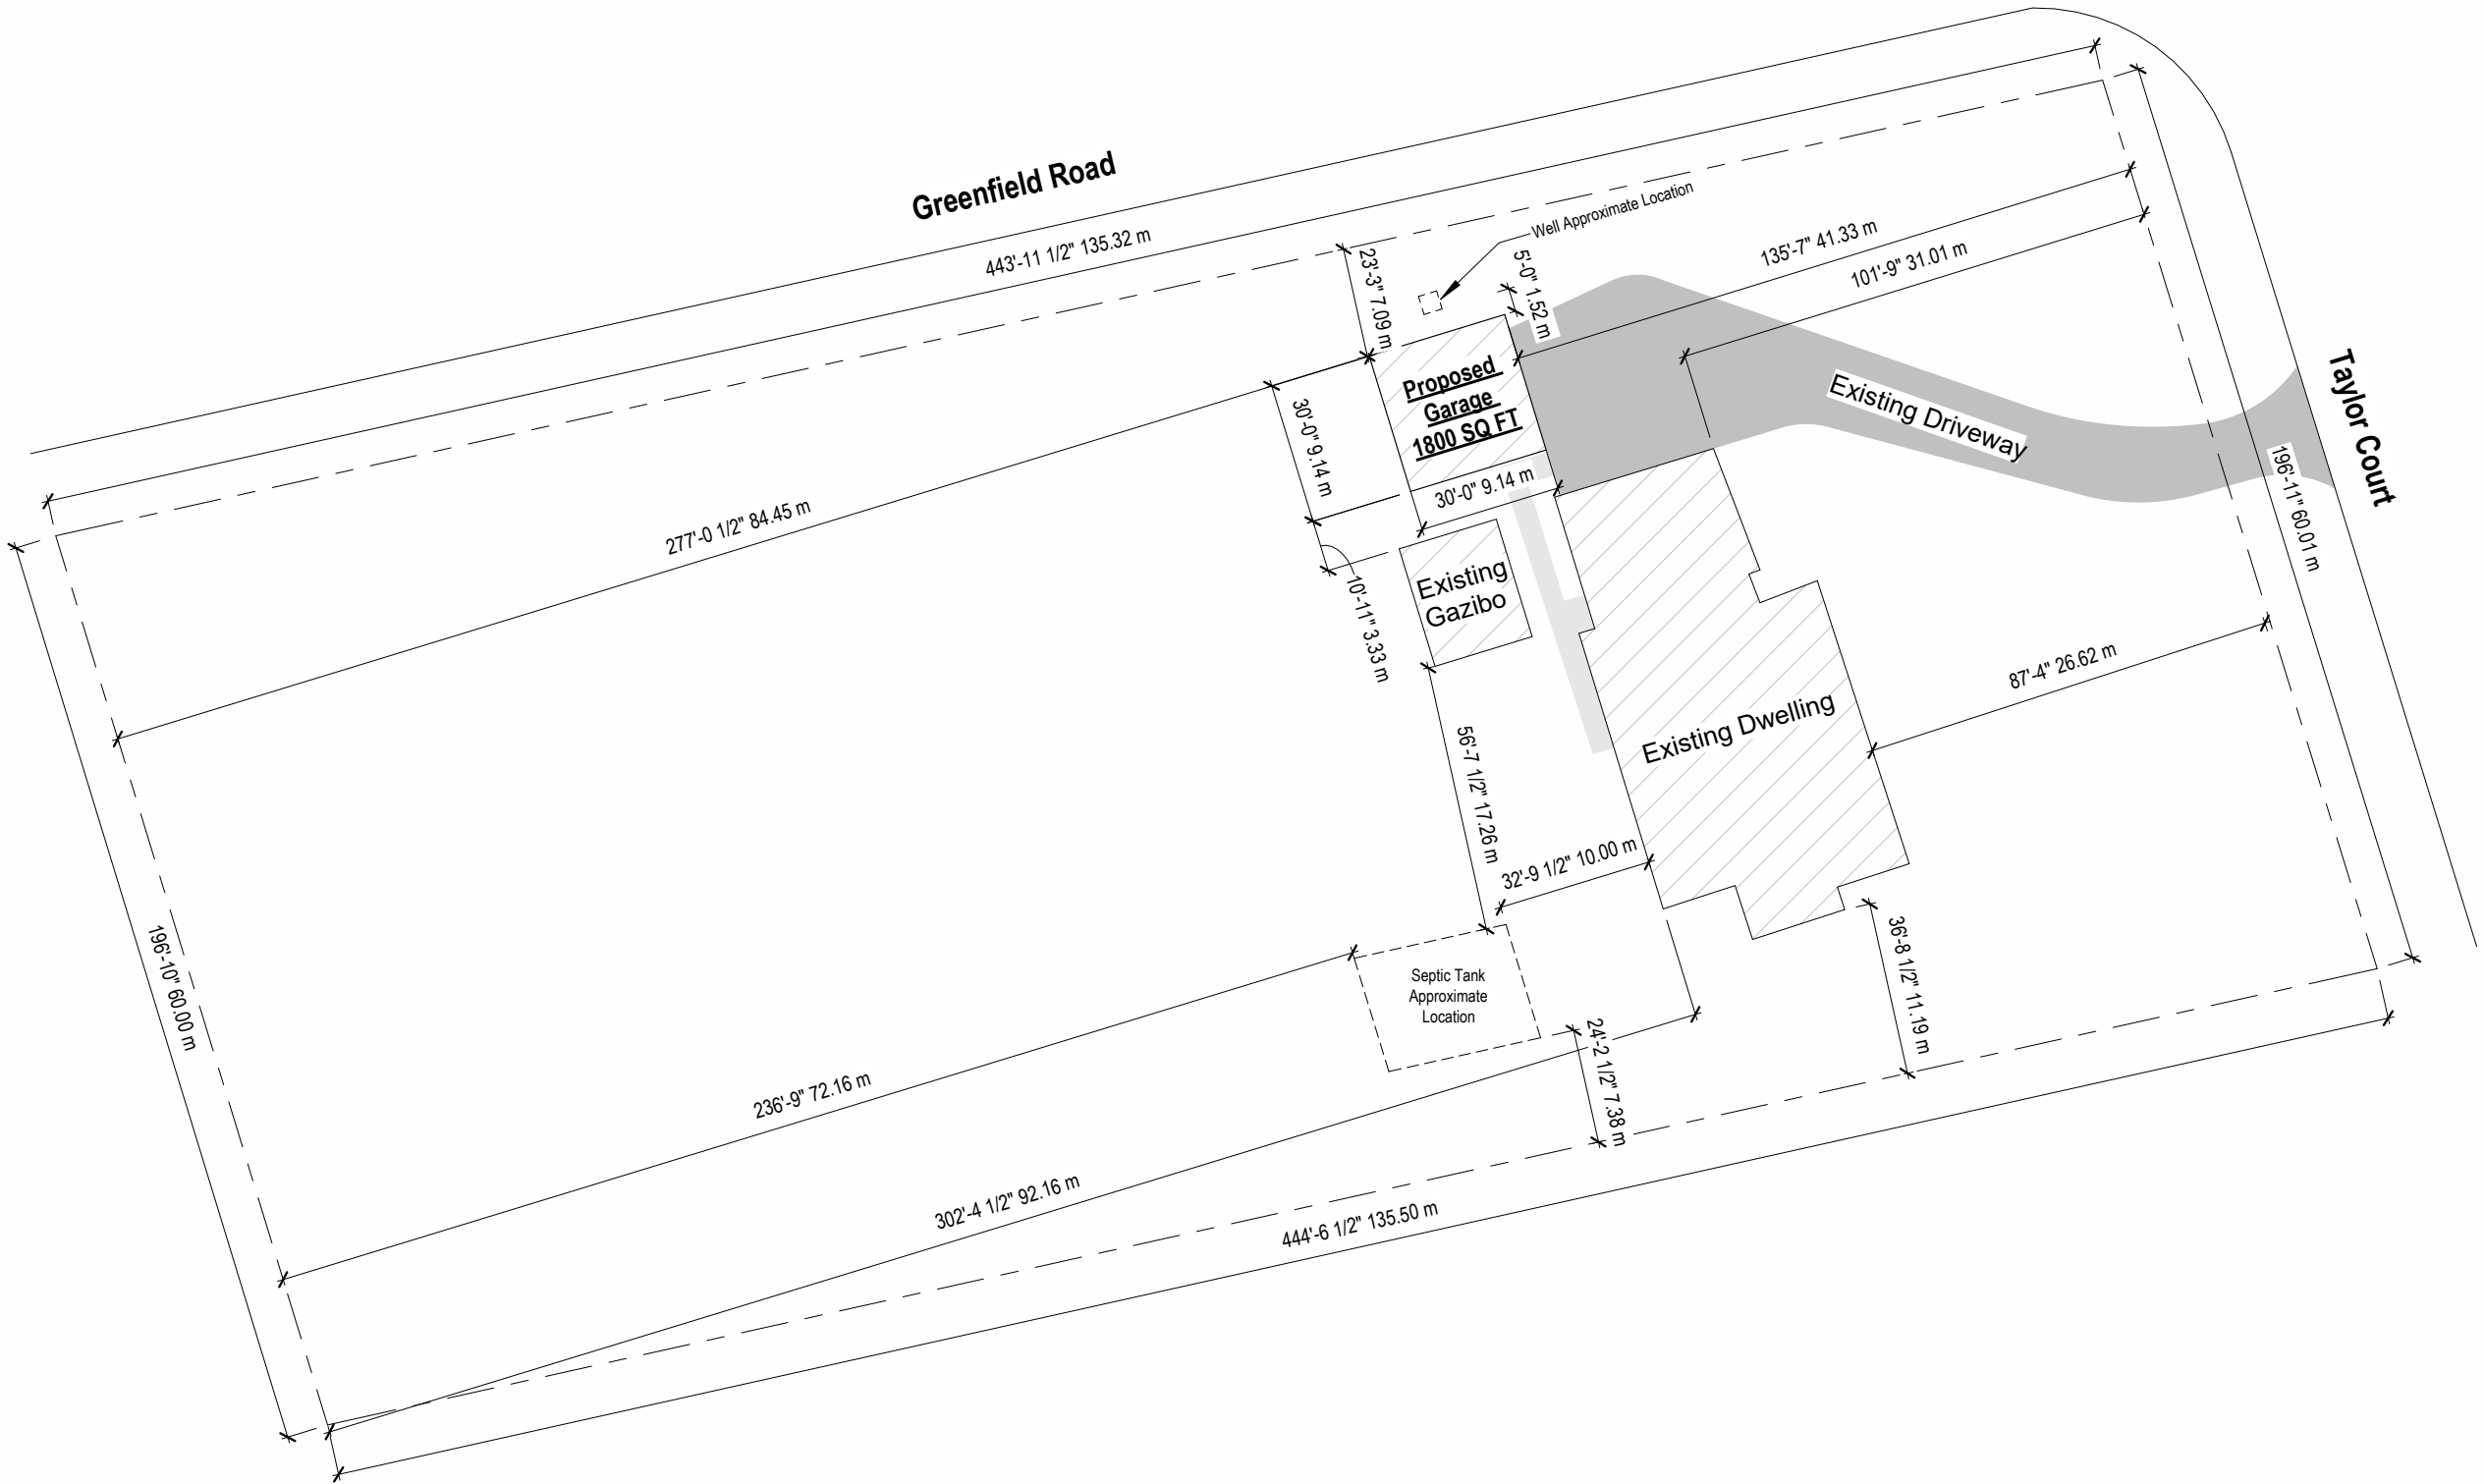 Greenfield Road
443'-11 1/2" 135.32 m
Well Approximate Location
23'-3" 7.09 m
5'-0" 1.52 m
135'-7" 41.33 m
101'-9" 31.01 m
Proposed
Garage
1800 SQ FT
Existing Driveway
Taylor Court
30'-0" 9.14 m
30'-0" 9.14 m
196'-11" 60.01 m
277'-0 1/2" 84.45 m
Existing
Gazibo
10'-11" 3.33 m
87'-4" 26.62 m
Existing Dwelling
56'-7 1/2" 17.26 m
32'-9 1/2" 10.00 m
196'-10" 60.00 m
36'-8 1/2" 11.19 m
Septic Tank
Approximate
Location
24'-2 1/2" 7.38 m
236'-9" 72.16 m
302'-4 1/2" 92.16 m
444'-6 1/2" 135.50 m